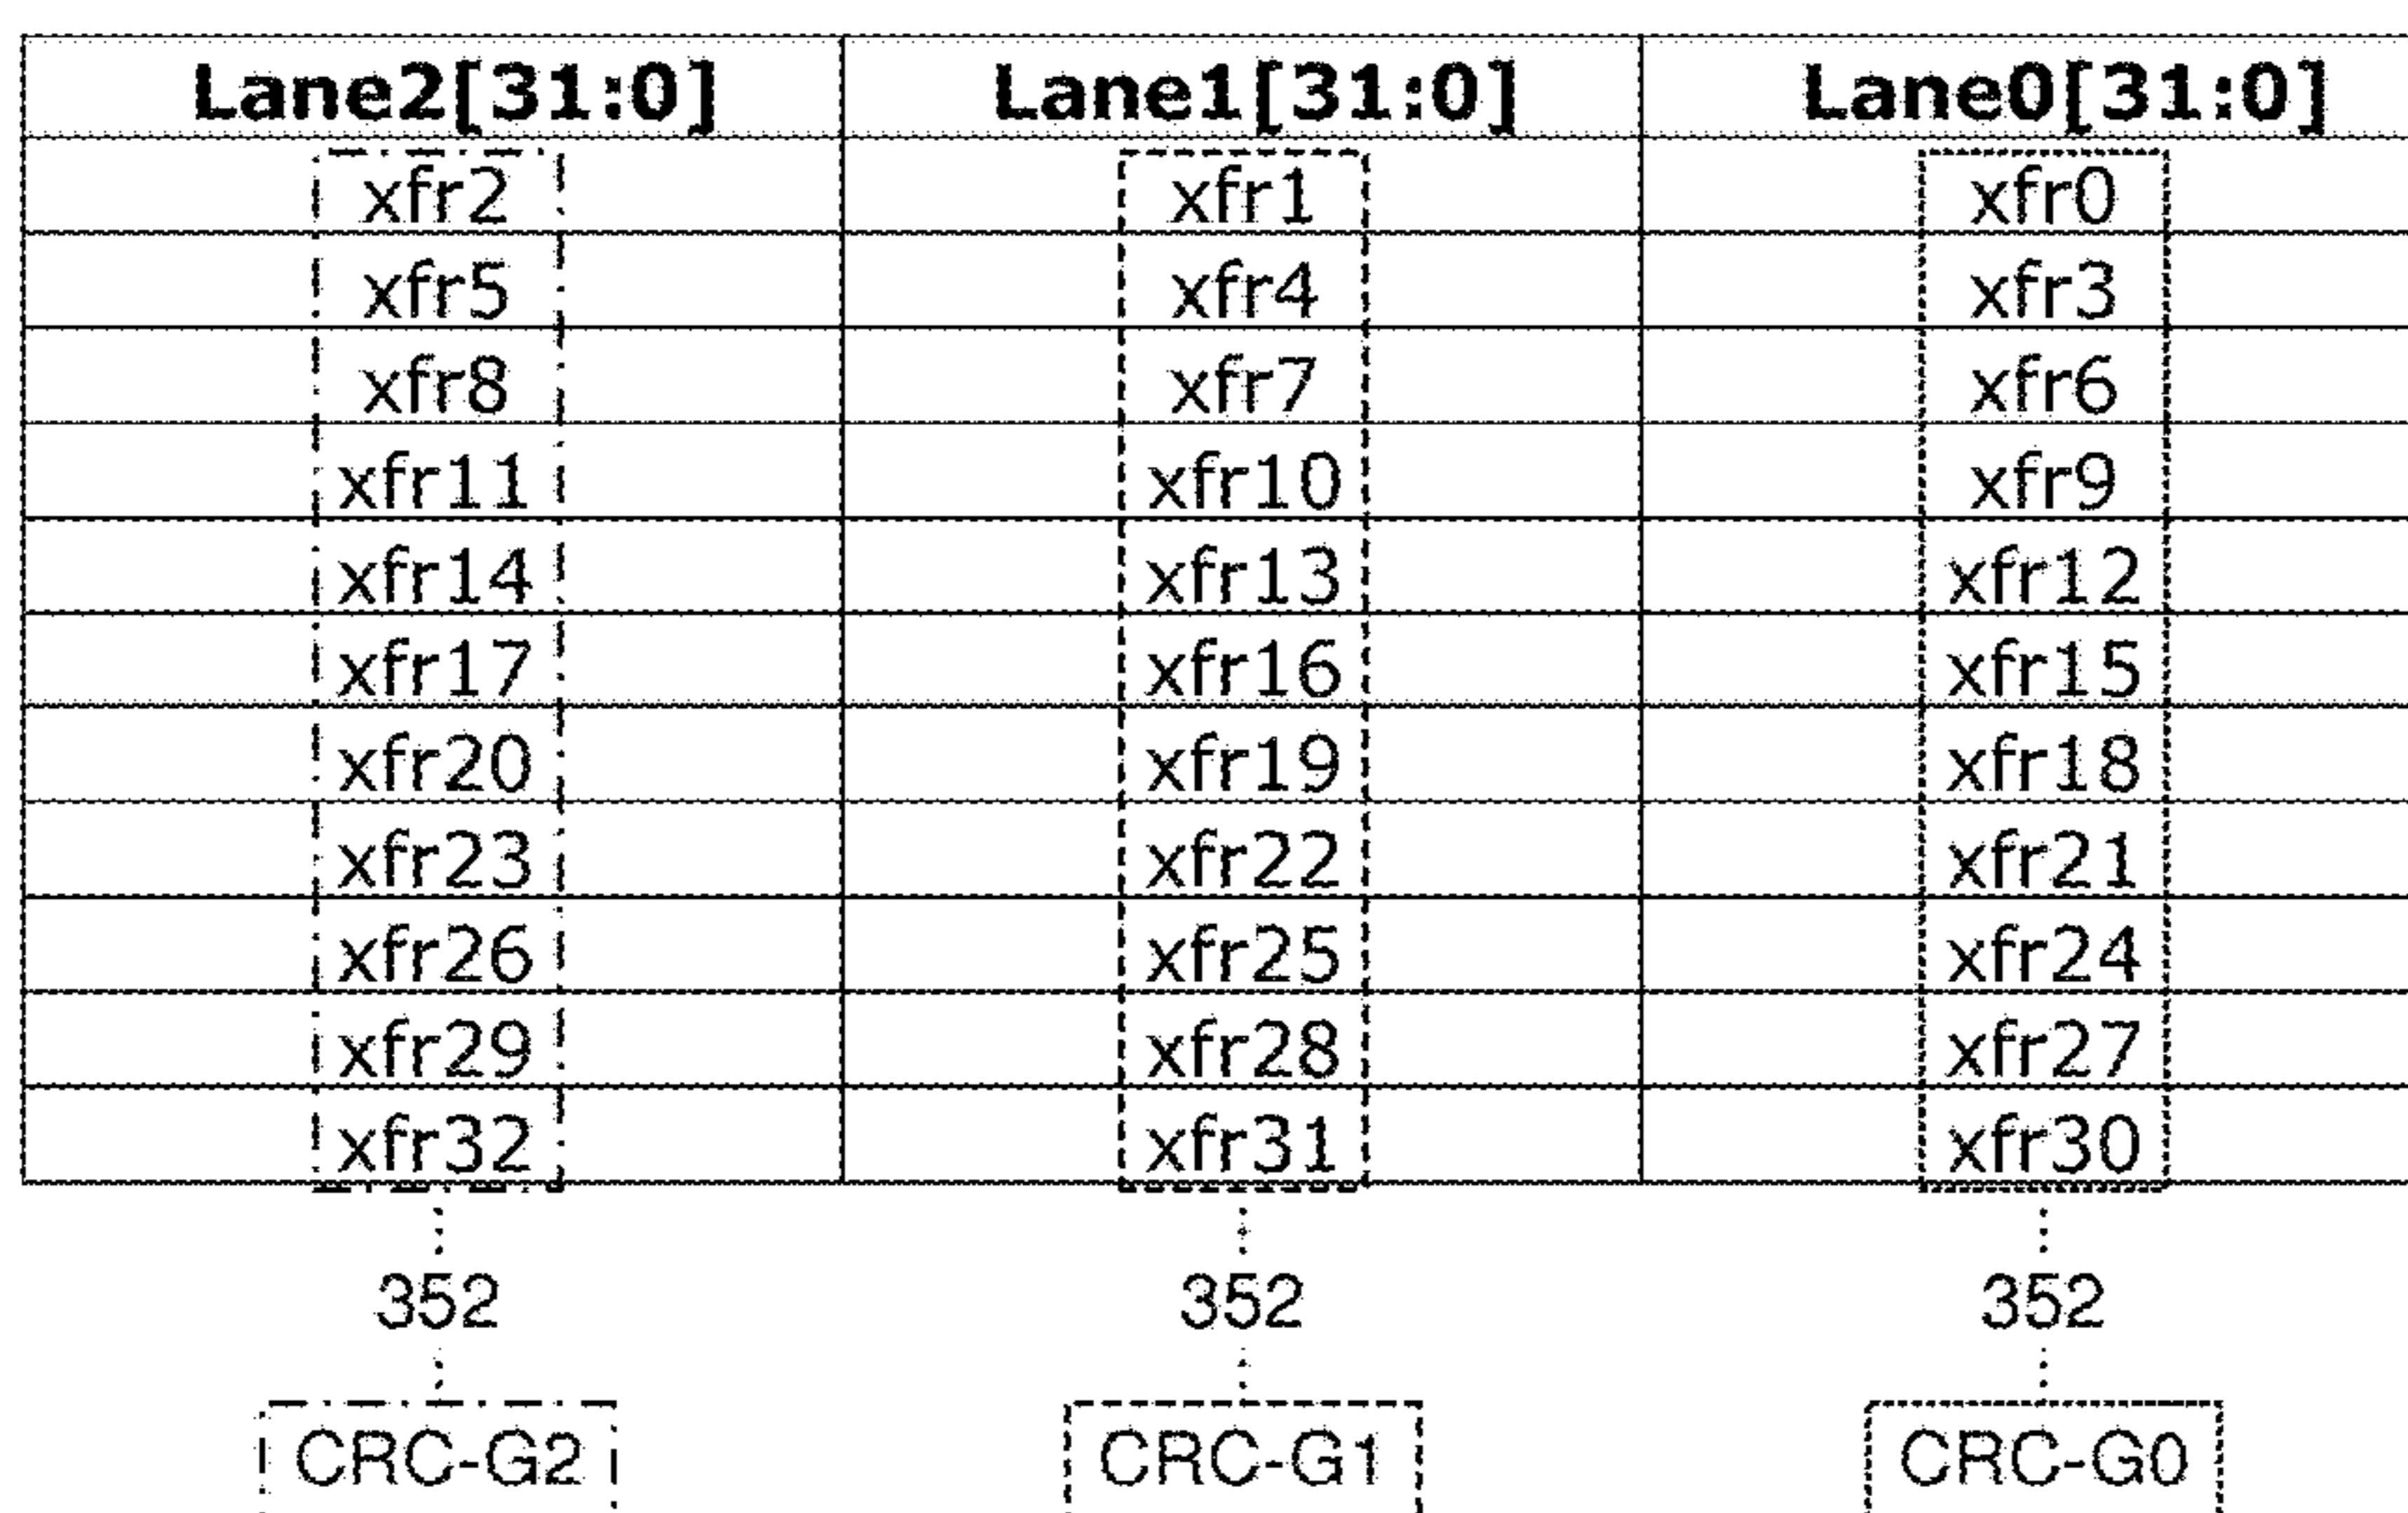 Lane2[31:0] Lane1[31:0] Lane0[31:0]
xfr2 xfr1 xfr0
xfr5 xfr4 xfr3
xfr8 xfr7 xfr6
xfr11 xfr10 xfr9
xfr14 xfr13 xfr12
xfr17 xfr16 xfr15
xfr20 xfr19 xfr18
xfr23 xfr22 xfr21
xfr26 xfr25 xfr24
xfr29 xfr28 xfr27
xfr32 xfr31 xfr30
352 352 352
CRC-G2 CRC-G1 CRC-G0